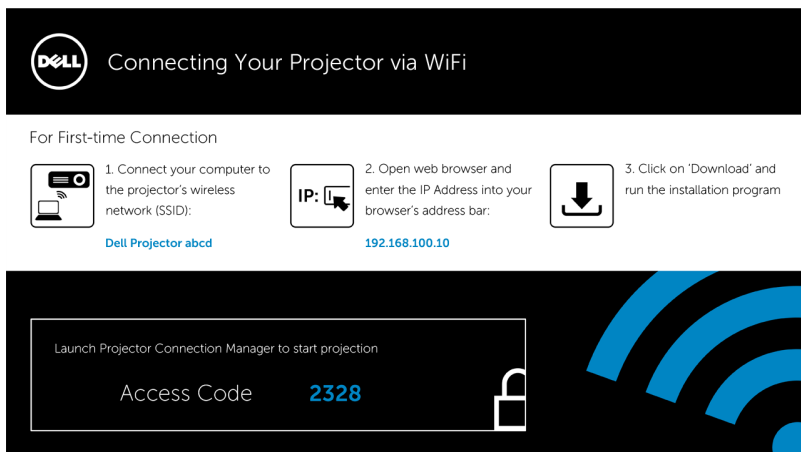 DELL
Connecting Your Projector via WiFi
For First-time Connection
1. Connect your computer to
the projector's wireless
network (SSID):
Dell Projector abcd
IP:
2. Open web browser and
enter the IP Address into your
browser's address bar:
192.168.100.10
3. Click on 'Download' and
run the installation program
Launch Projector Connection Manager to start projection
Access Code 2328